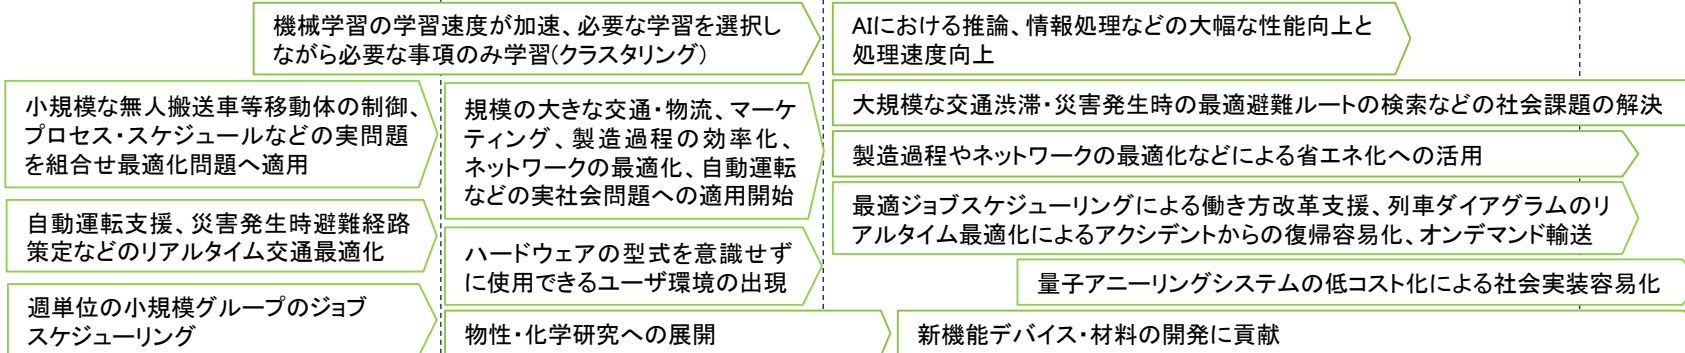 機械学習の学習速度が加速、必要な学習を選択し
ながら必要な事項のみ学習(クラスタリング)
AIにおける推論、情報処理などの大幅な性能向上と
処理速度向上
小規模な無人搬送車等移動体の制御、
プロセス・スケジュールなどの実問題
を組合せ最適化問題へ適用
規模の大きな交通・物流、マーケ
ティング、製造過程の効率化、
ネットワークの最適化、自動運転
などの実社会問題への適用開始
大規模な交通渋滞・災害発生時の最適避難ルートの検索などの社会課題の解決
製造過程やネットワークの最適化などによる省エネ化への活用
自動運転支援、災害発生時避難経路
策定などのリアルタイム交通最適化
最適ジョブスケジューリングによる働き方改革支援、列車ダイアグラムのリ
アルタイム最適化によるアクシデントからの復帰容易化、オンデマンド輸送
ハードウェアの型式を意識せず
に使用できるユーザ環境の出現
量子アニーリングシステムの低コスト化による社会実装容易化
週単位の小規模グループのジョブ
スケジューリング
物性・化学研究への展開
新機能デバイス・材料の開発に貢献